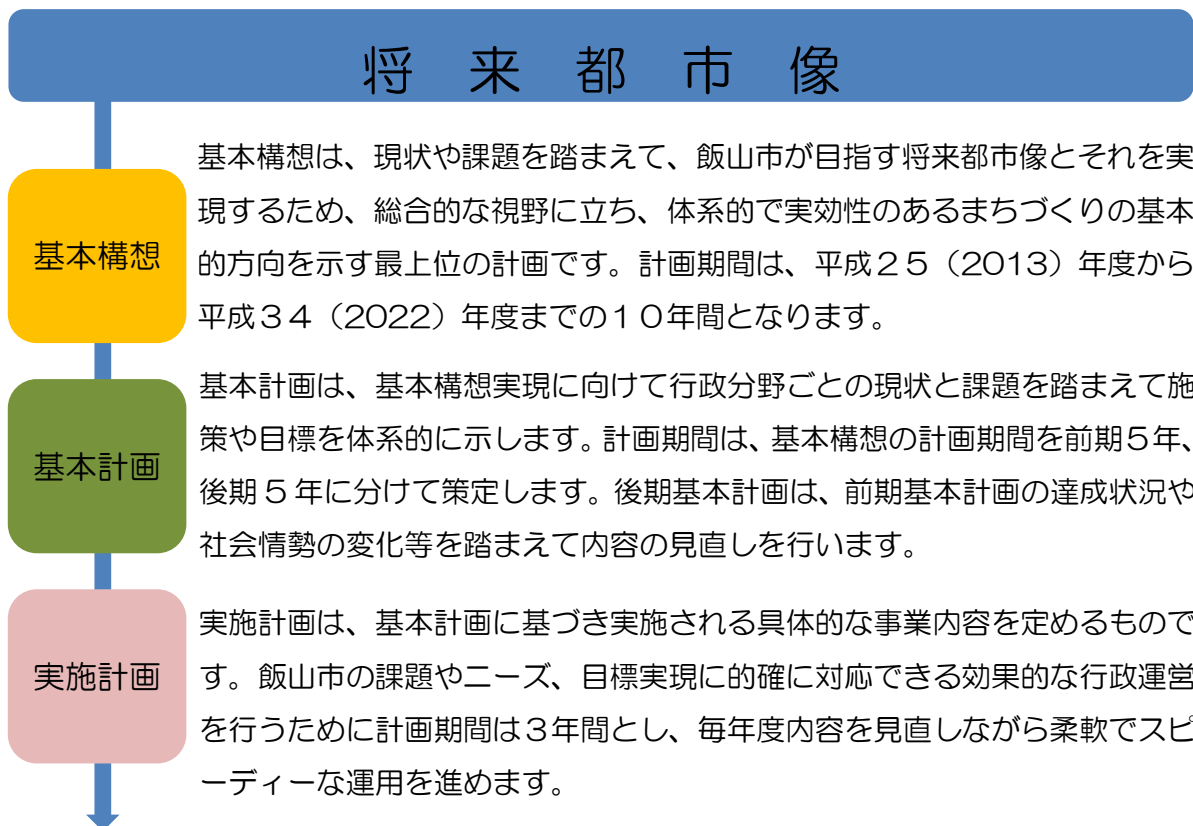 将来都市像
基本構想
基本構想は、現状や課題を踏まえて、飯山市が目指す将来都市像とそれを実
現するため、総合的な視野に立ち、体系的で実効性のあるまちづくりの基本
的方向を示す最上位の計画です。計画期間は、平成２５（2013）年度から
平成３４（2022）年度までの１０年間となります。
基本計画
基本計画は、基本構想実現に向けて行政分野ごとの現状と課題を踏まえて施
策や目標を体系的に示します。計画期間は、基本構想の計画期間を前期５年、
後期５年に分けて策定します。後期基本計画は、前期基本計画の達成状況や
社会情勢の変化等を踏まえて内容の見直しを行います。
実施計画
実施計画は、基本計画に基づき実施される具体的な事業内容を定めるもので
す。飯山市の課題やニーズ、目標実現に的確に対応できる効果的な行政運営
を行うために計画期間は３年間とし、毎年度内容を見直しながら柔軟でスピ
ーディーな運用を進めます。